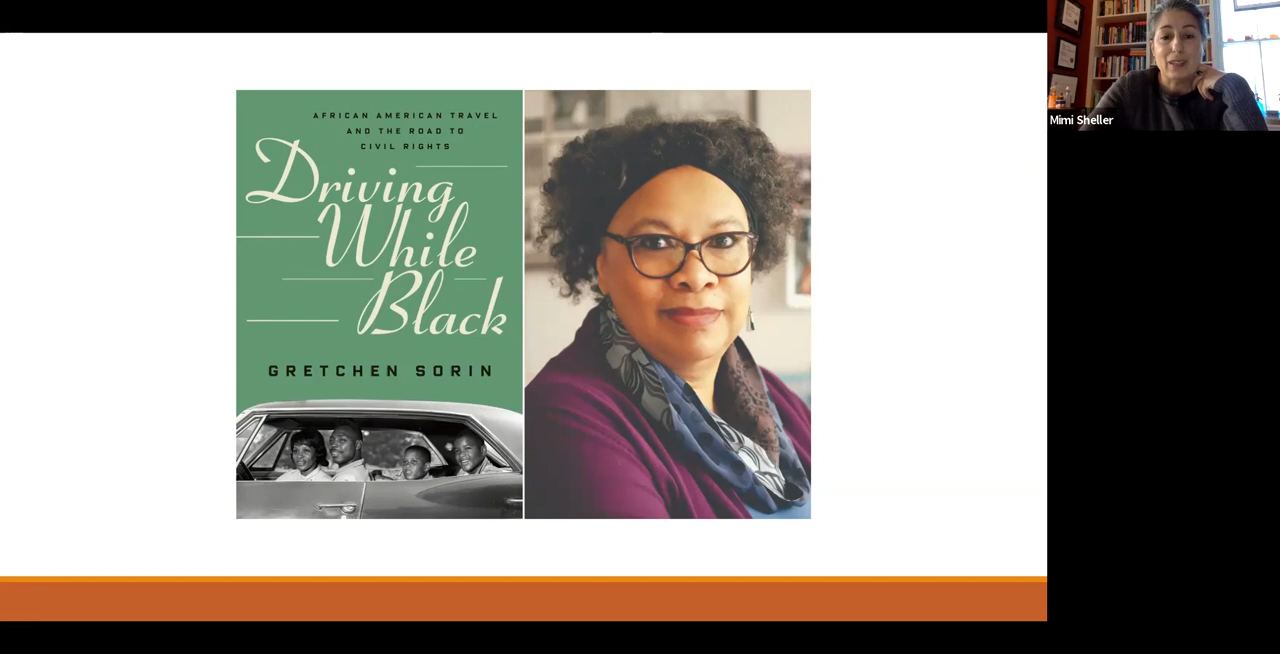 AFRICAN AMERICAN TRAVEL
AND THE ROAD TO
CIVIL RIGHTS
Driving
While
Black
GRETCHEN SORIN
Mimi Sheller